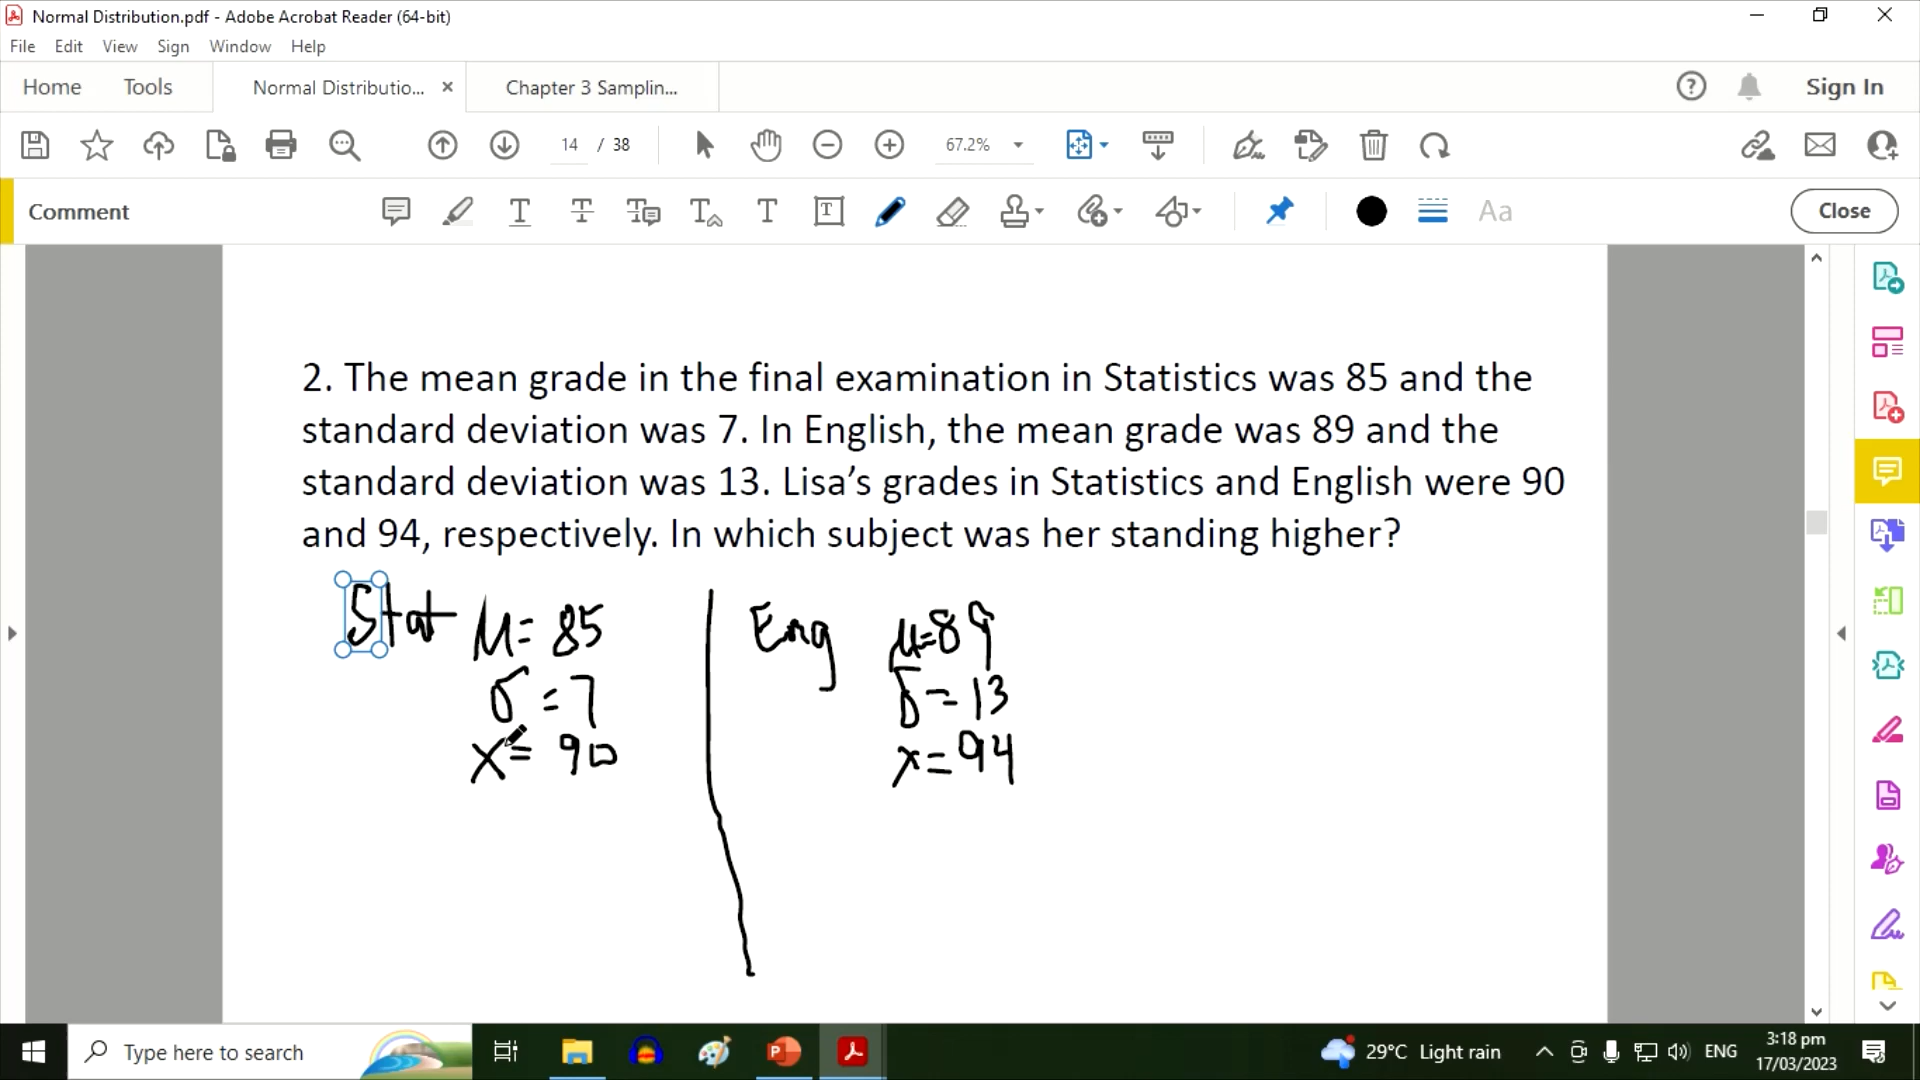 Normal Distribution.pdf - Adobe Acrobat Reader (64-bit)
File Edit View Sign Window Help
Home Tools Normal Distributio... × Chapter 3 Samplin... Sign In
14 / 38 67.2%
Comment Aa Close
2. The mean grade in the final examination in Statistics was 85 and the
standard deviation was 7. In English, the mean grade was 89 and the
standard deviation was 13. Lisa’s grades in Statistics and English were 90
and 94, respectively. In which subject was her standing higher?
Stat μ = 85
σ = 7
x = 90
Eng μ = 89
σ = 13
x = 94
Type here to search 29°C Light rain ENG 3:18 pm
17/03/2023